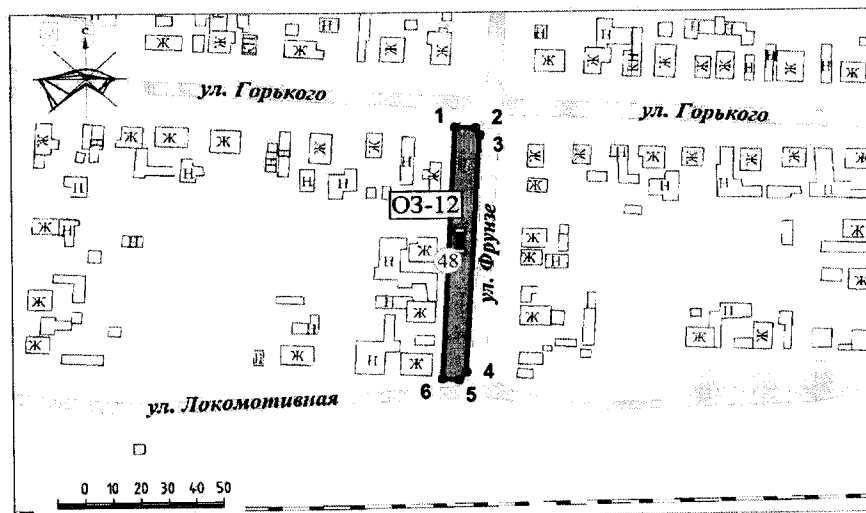 с
ул. Горького
ул. Горького
1 2
3
ОЗ-12
ул. Фрунзе
48
4
6 5
ул. Локомотивная
0 10 20 30 40 50
Ж Ж Н Ж Ж
Н Н Ж Ж Ж Ж Н Н Ж Н
Ж Ж Ж Ж Ж Ж Н Ж
Ж Ж Ж Ж Ж
Н Н Н Н Ж Н Н
Ж Н Н Н Ж Ж Ж Ж
Ж Н Ж Ж Ж Н
Ж Н Ж Н Ж Ж